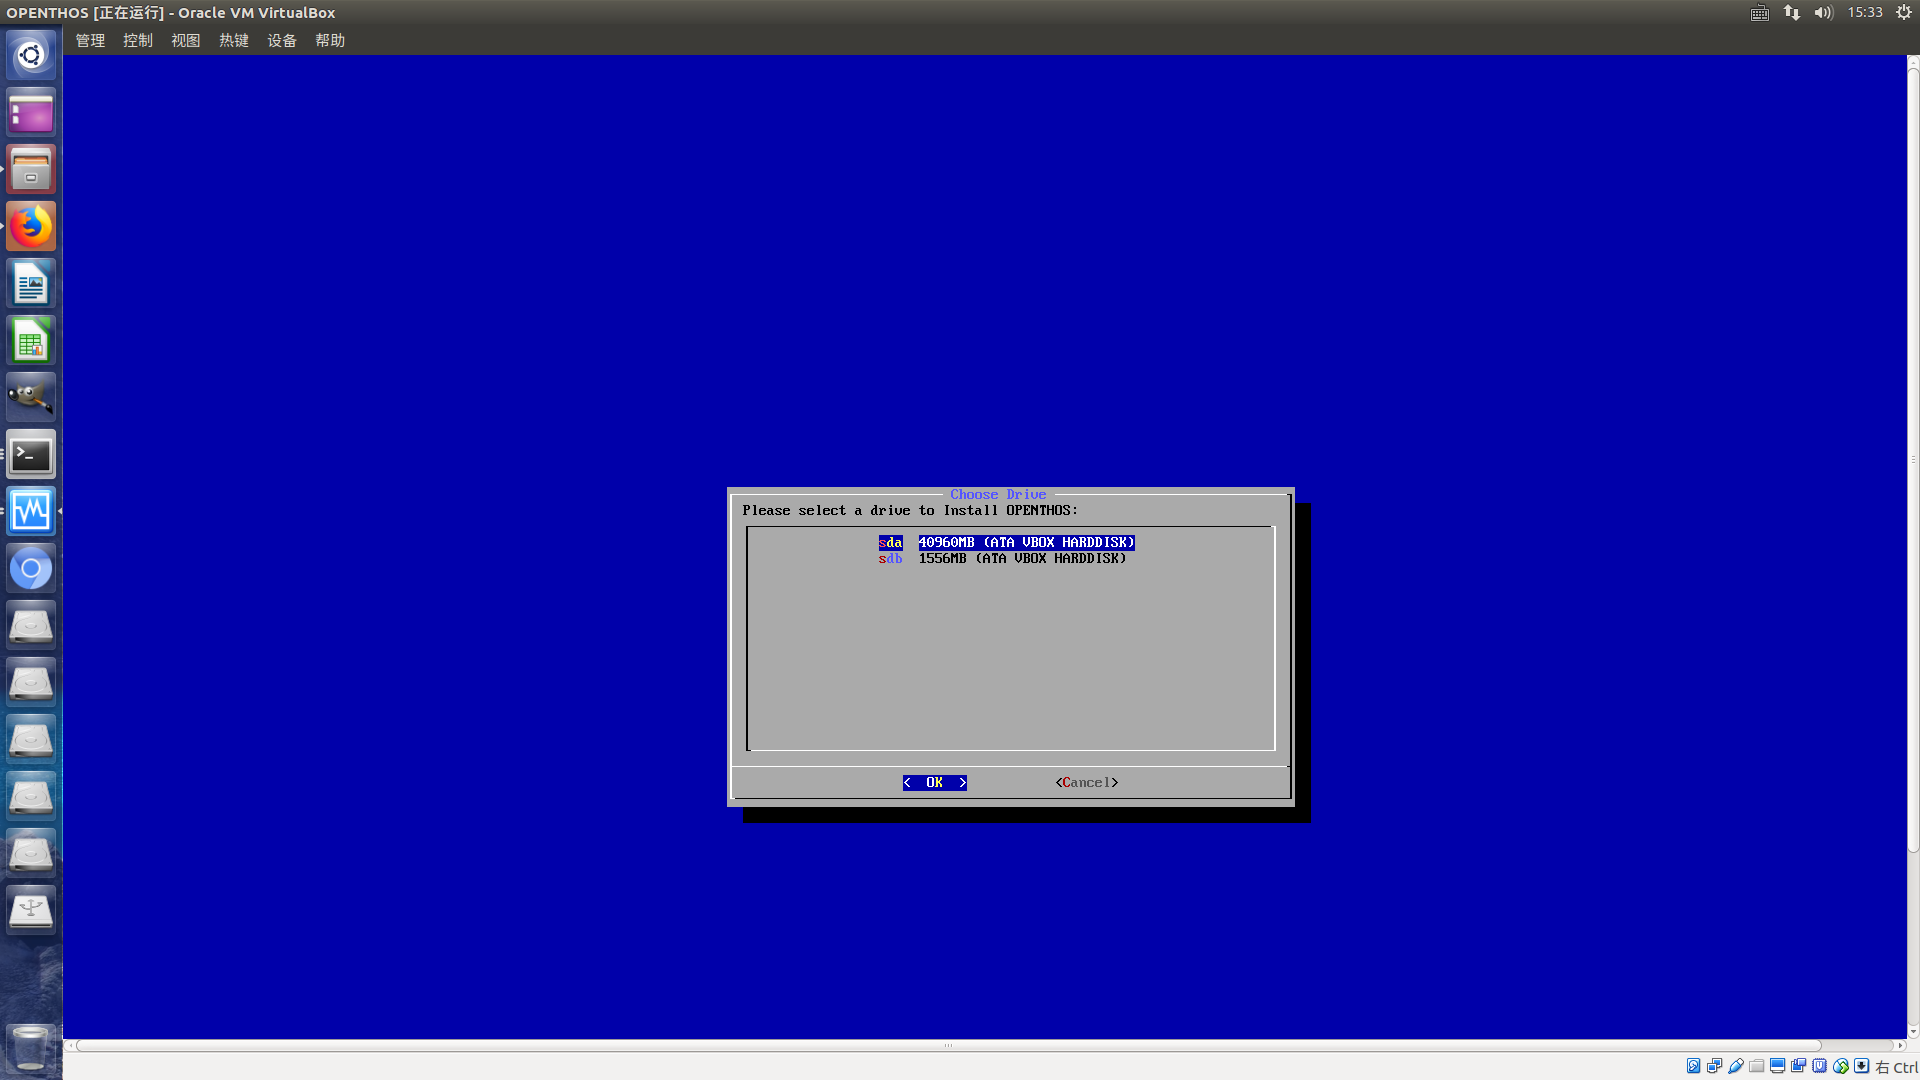 OPENTHOS [正在运行] - Oracle VM VirtualBox
15:33
管理 控制 视图 热键 设备 帮助
Choose Drive
Please select a drive to Install OPENTHOS:
sda 40960MB (ATA VBOX HARDDISK)
sdb 1556MB (ATA VBOX HARDDISK)
< OK > <Cancel>
右 Ctrl